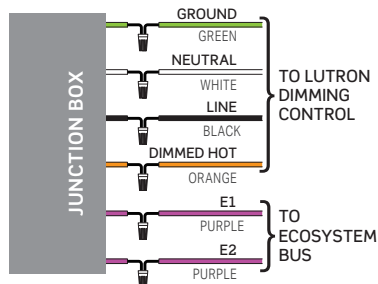 JUNCTION BOX
GROUND
GREEN
NEUTRAL
WHITE
LINE
BLACK
DIMMED HOT
ORANGE
TO LUTRON
DIMMING
CONTROL
E1
PURPLE
E2
PURPLE
TO
ECOSYSTEM
BUS